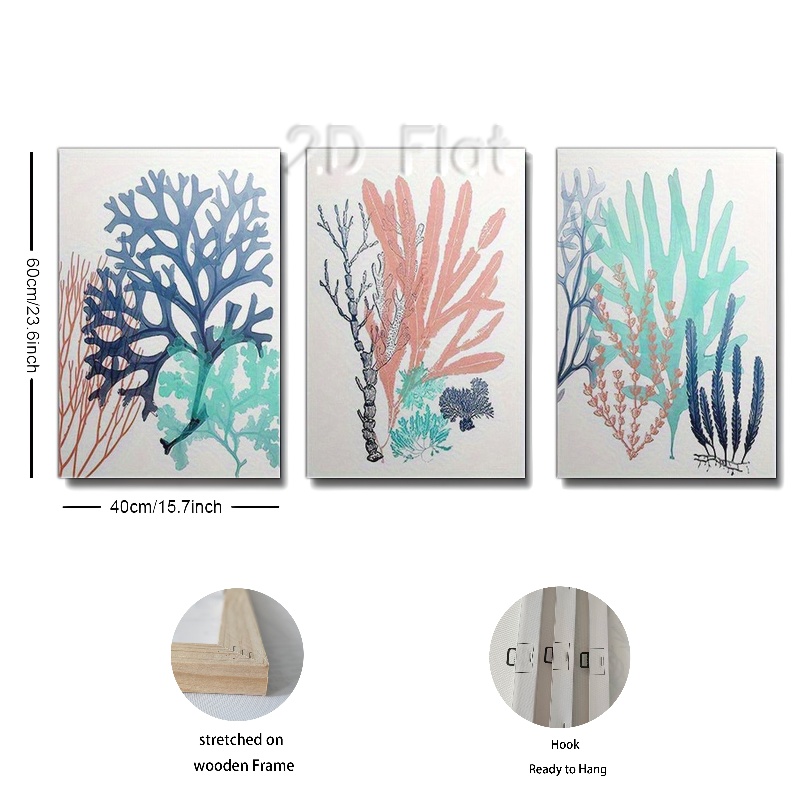 2D Flat
60cm/23.6inch
40cm/15.7inch
stretched on
wooden Frame
Hook
Ready to Hang